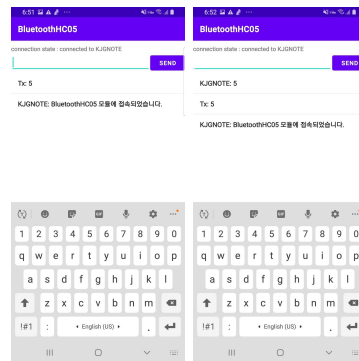 6:51
BluetoothHC05
connection state : connected to KJGNOTE
SEND
Tx: 5
KJGNOTE: BluetoothHC05 모듈에 접속되었습니다.
1 2 3 4 5 6 7 8 9 0
q w e r t y u i o p
a s d f g h j k l
z x c v b n m
!#1 : English (US) .
6:52
BluetoothHC05
connection state : connected to KJGNOTE
SEND
KJGNOTE: 5
Tx: 5
KJGNOTE: BluetoothHC05 모듈에 접속되었습니다.
1 2 3 4 5 6 7 8 9 0
q w e r t y u i o p
a s d f g h j k l
z x c v b n m
!#1 : English (US) .